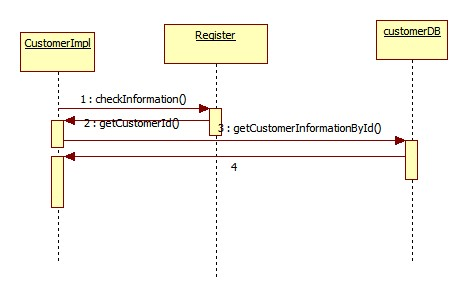 CustomerImpl
Register
customerDB
1 : checkInformation()
2 : getCustomerId()
3 : getCustomerInformationById()
4